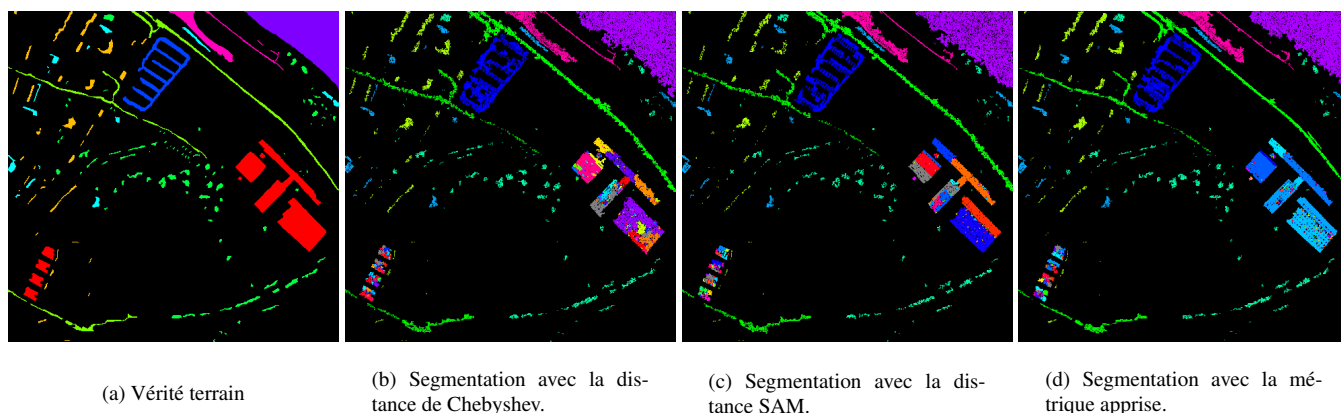 (a) Vérité terrain
(b) Segmentation avec la dis-
tance de Chebyshev.
(c) Segmentation avec la dis-
tance SAM.
(d) Segmentation avec la mé-
trique apprise.